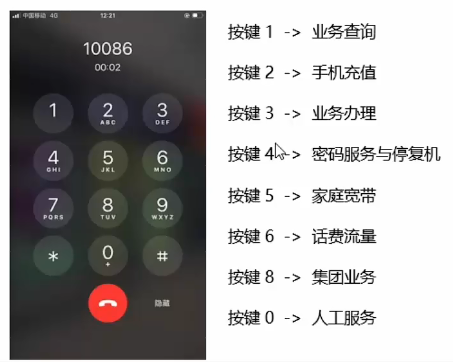 中国移动 4G 12:21
10086
00:02
1 2 3
ABC DEF
4 5 6
GHI JKL MNO
7 8 9
PQRS TUV WXYZ
* 0 #
+
隐藏
按键 1 -> 业务查询
按键 2 -> 手机充值
按键 3 -> 业务办理
按键 4 -> 密码服务与停复机
按键 5 -> 家庭宽带
按键 6 -> 话费流量
按键 8 -> 集团业务
按键 0 -> 人工服务